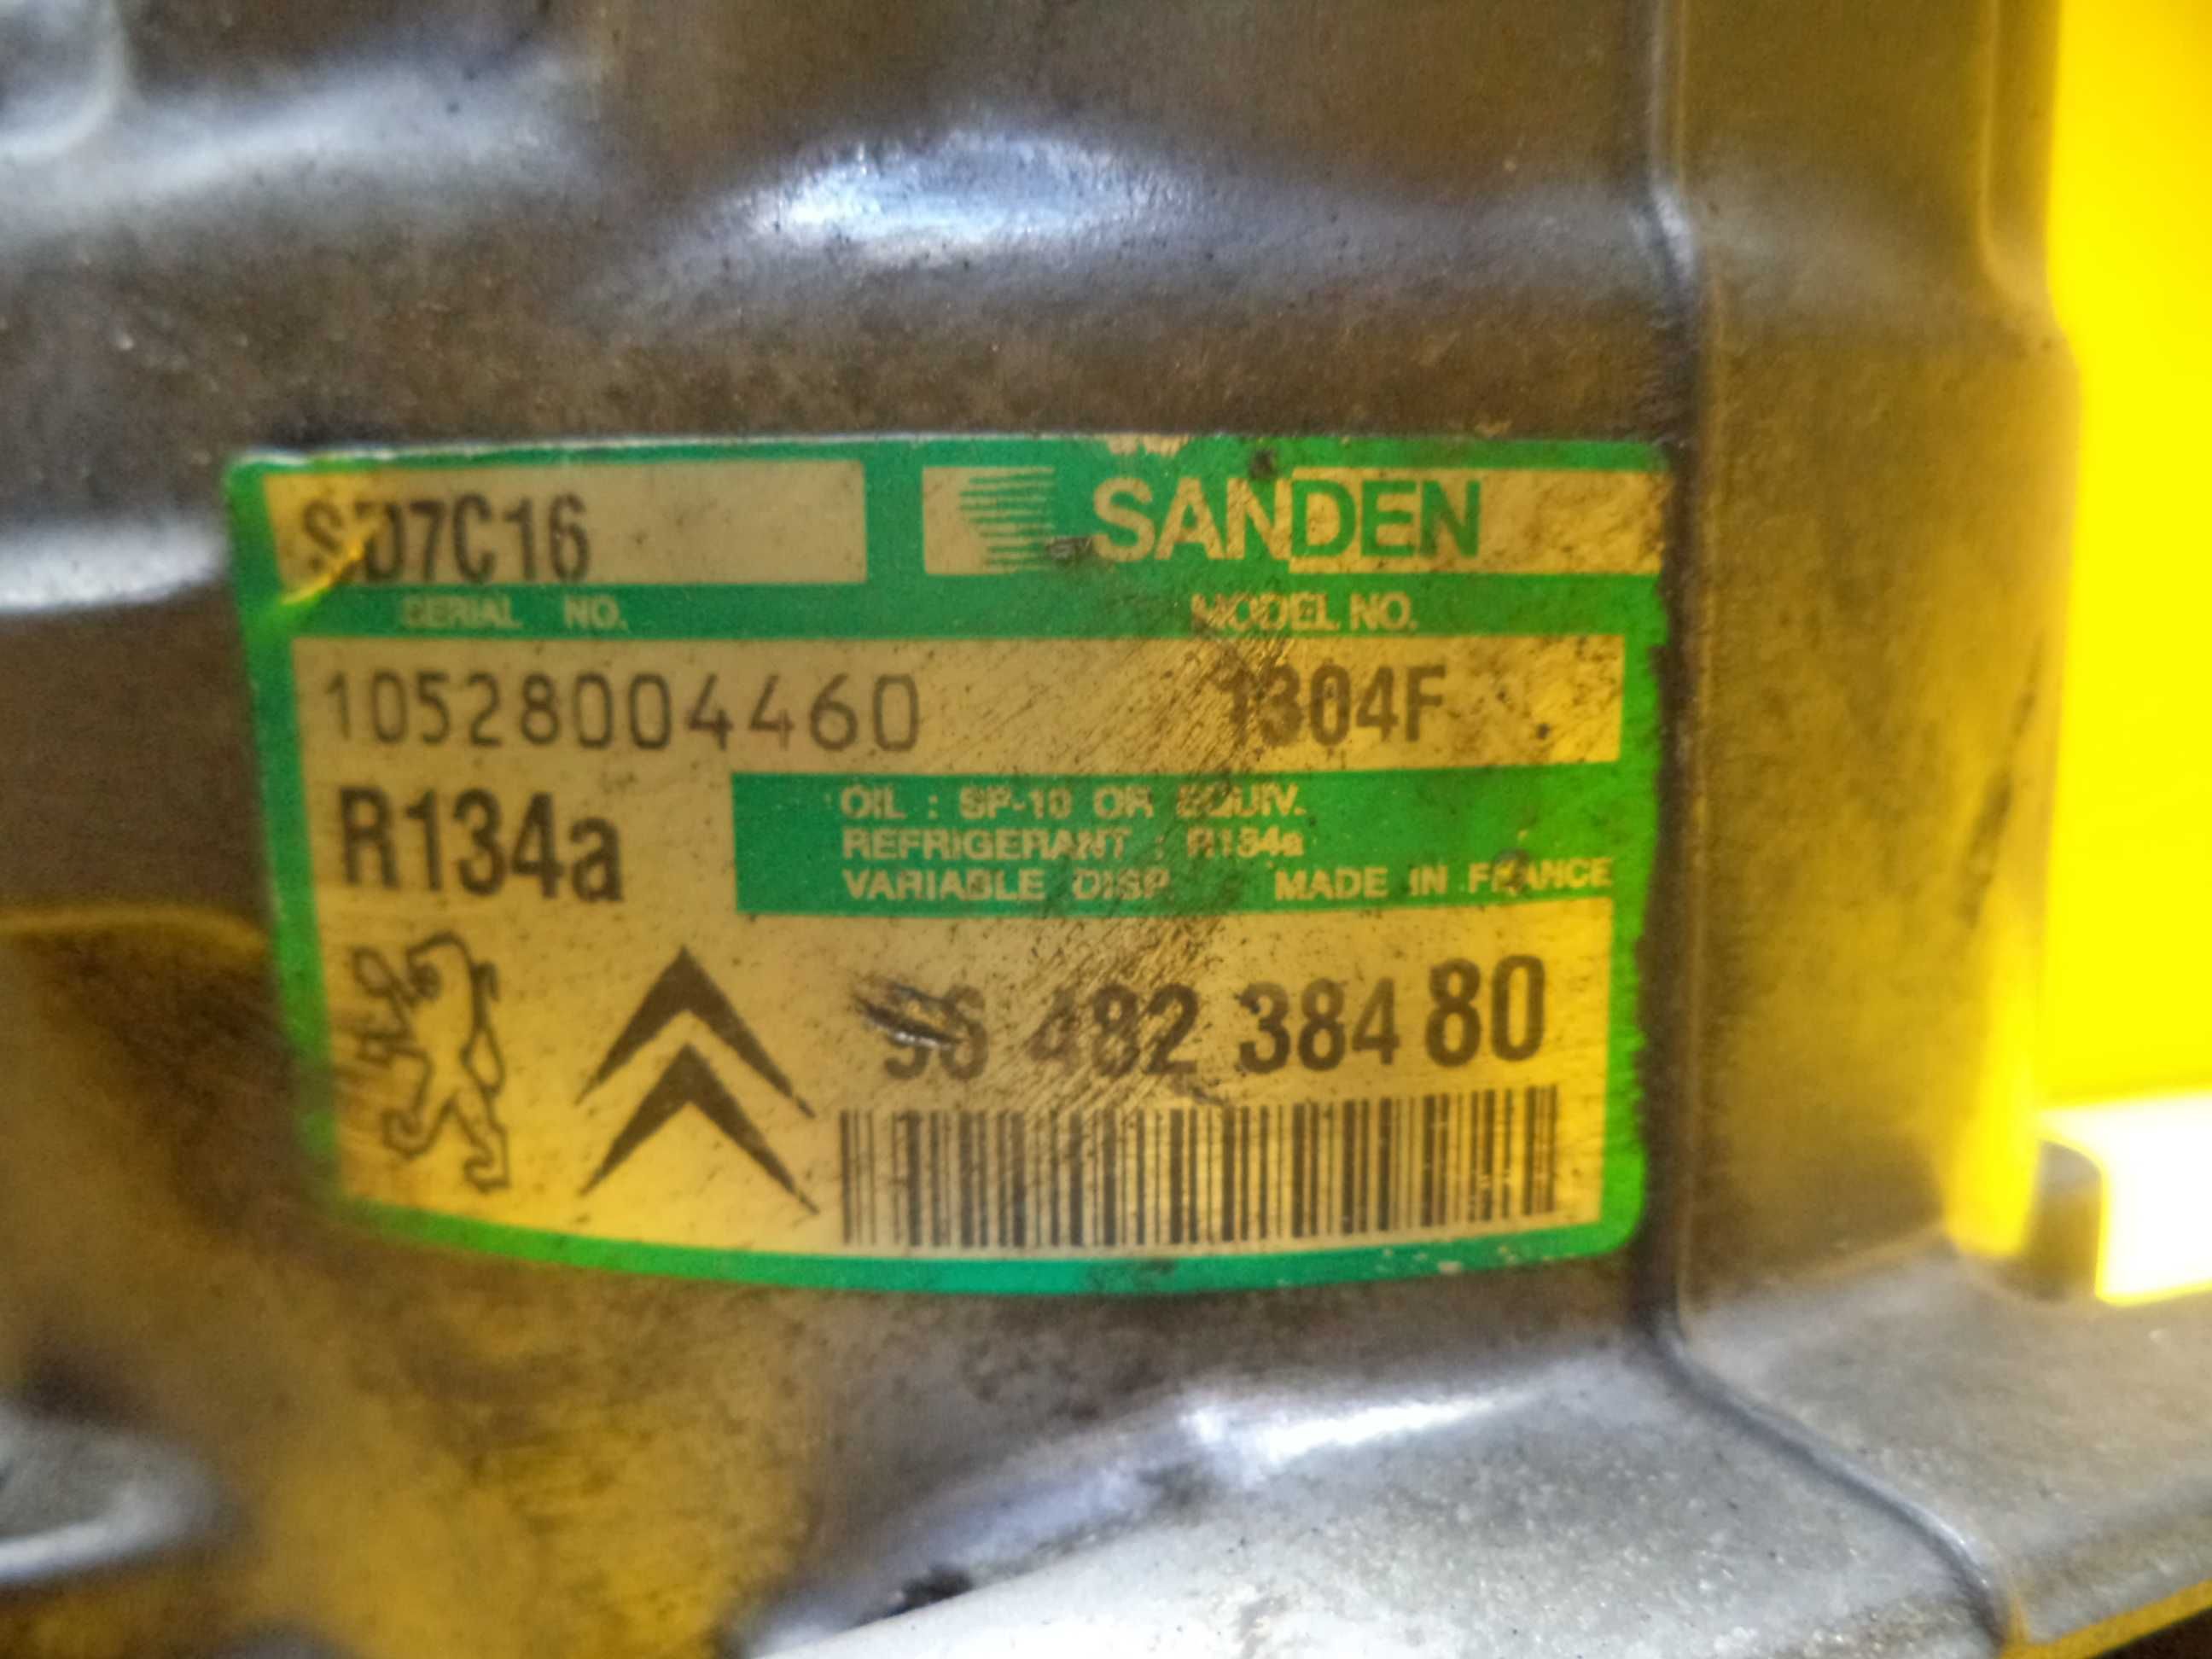 SD7C16 SANDEN
SERIAL NO. MODEL NO.
10528004460 1304F
R134a
OIL : SP-10 OR EQUIV.
REFRIGERANT : R134a
VARIABLE DISP. MADE IN FRANCE
96 482 384 80